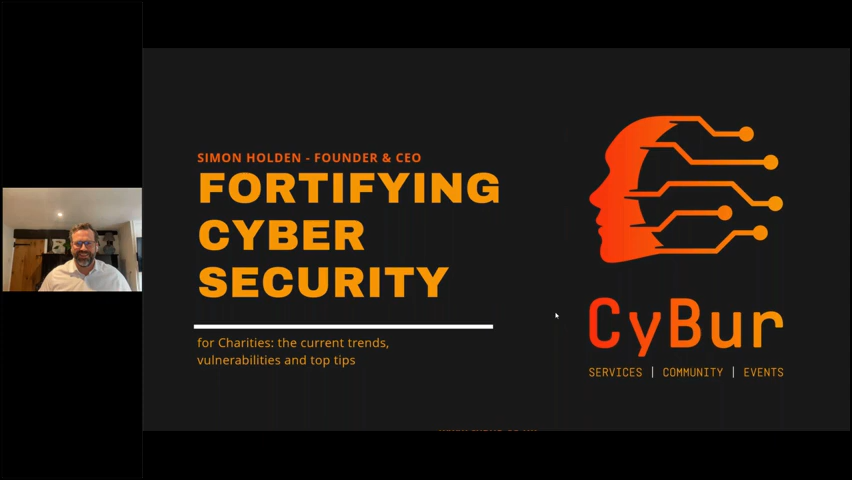 SIMON HOLDEN - FOUNDER & CEO
FORTIFYING
CYBER
SECURITY
for Charities: the current trends,
vulnerabilities and top tips
CyBur
SERVICES | COMMUNITY | EVENTS